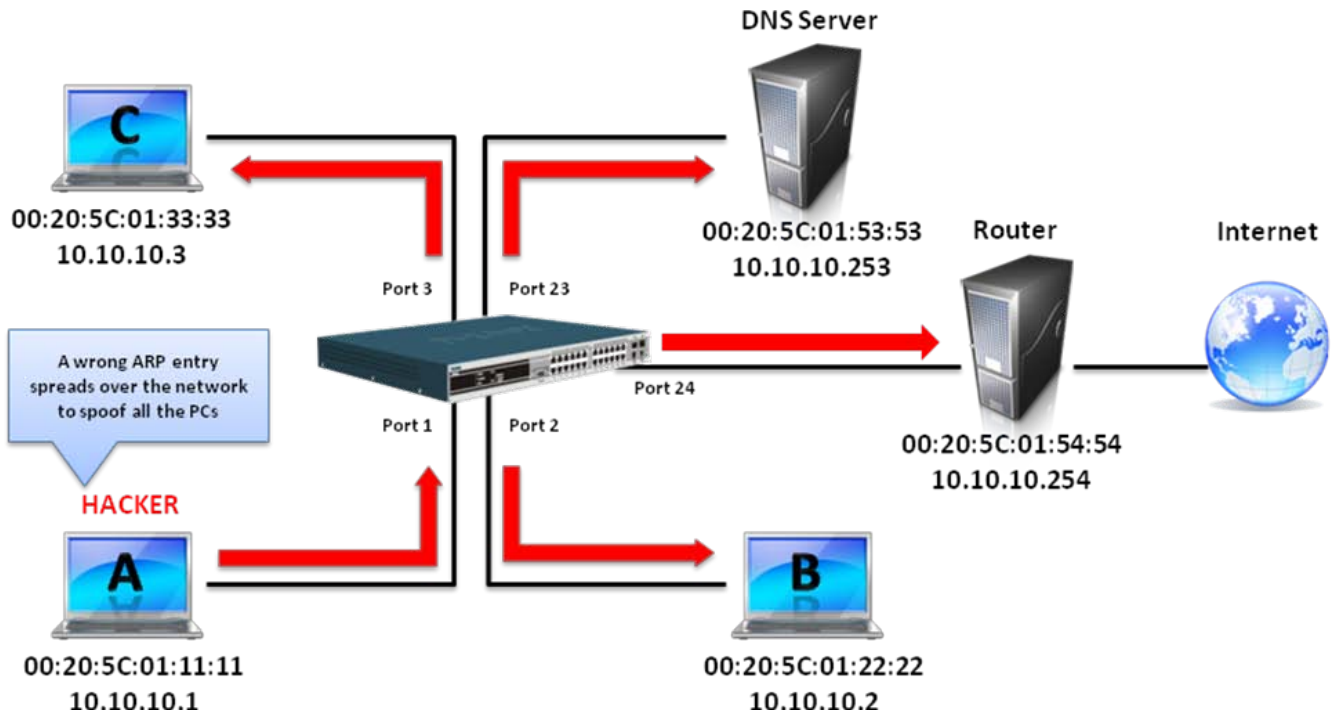 DNS Server
C
00:20:5C:01:33:33
10.10.10.3
00:20:5C:01:53:53
10.10.10.253
Router
Internet
Port 3
Port 23
A wrong ARP entry
spreads over the network
to spoof all the PCs
Port 24
Port 1
Port 2
00:20:5C:01:54:54
10.10.10.254
HACKER
A
B
00:20:5C:01:11:11
10.10.10.1
00:20:5C:01:22:22
10.10.10.2